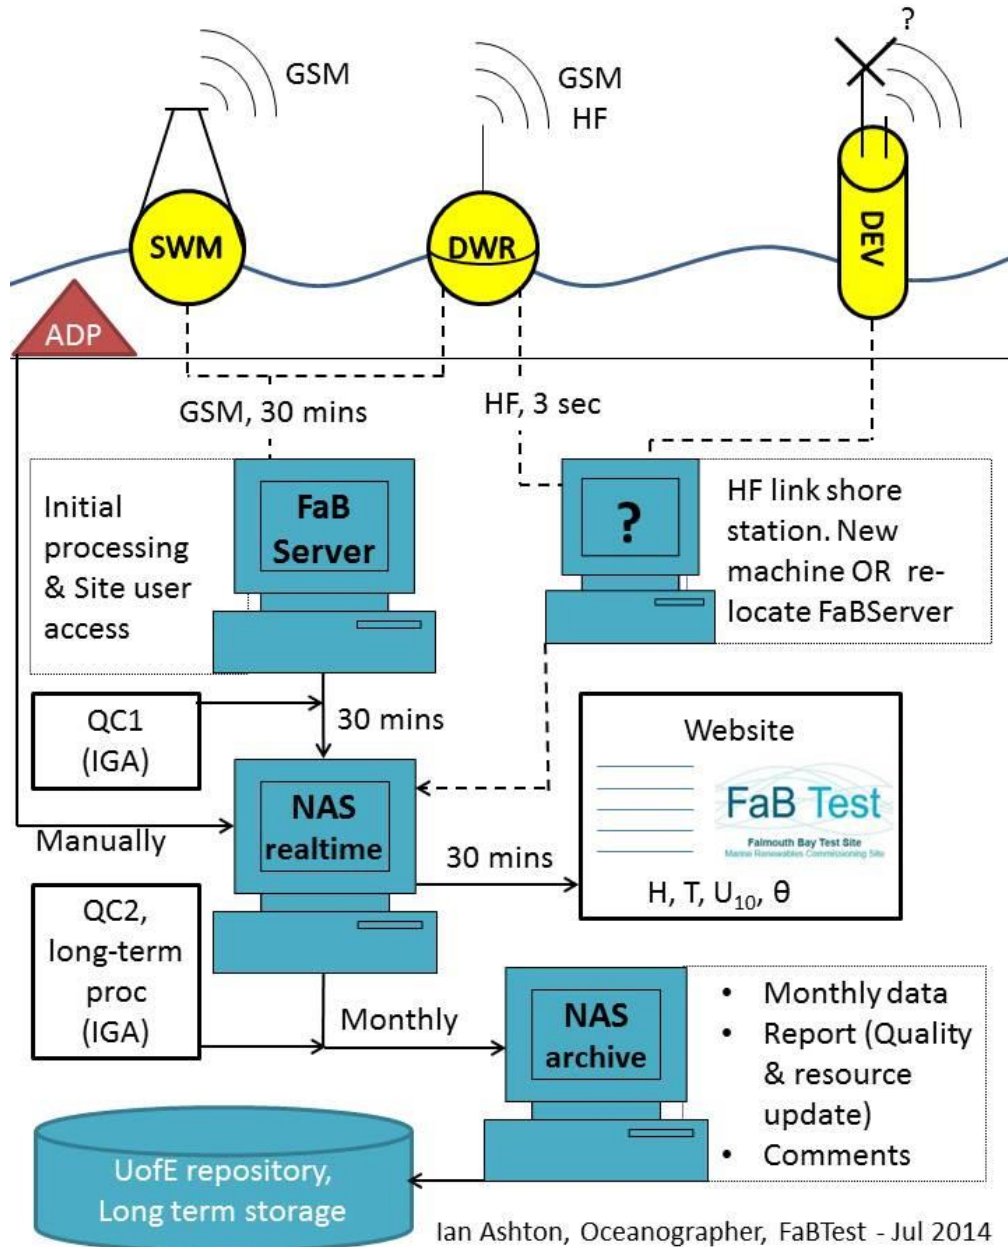 ?
GSM
GSM
HF
SWM
DWR
DEV
ADP
GSM, 30 mins
HF, 3 sec
Initial
processing
& Site user
access
FaB
Server
?
HF link shore
station. New
machine OR re-
locate FaBServer
QC1
(IGA)
30 mins
Website
FaB Test
Falmouth Bay Test Site
Marine Renewables Commissioning Site
H, T, U₁₀, θ
Manually
NAS
realtime
30 mins
QC2,
long-term
proc
(IGA)
Monthly
NAS
archive
• Monthly data
• Report (Quality
& resource
update)
• Comments
UofE repository,
Long term storage
Ian Ashton, Oceanographer, FaBTest - Jul 2014